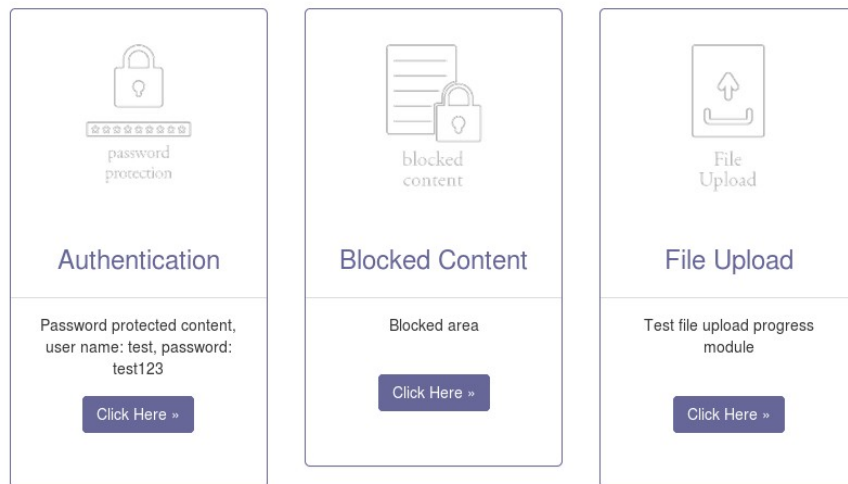 password
protection
Authentication
Password protected content,
user name: test, password:
test123
Click Here »
blocked
content
Blocked Content
Blocked area
Click Here »
File
Upload
File Upload
Test file upload progress
module
Click Here »